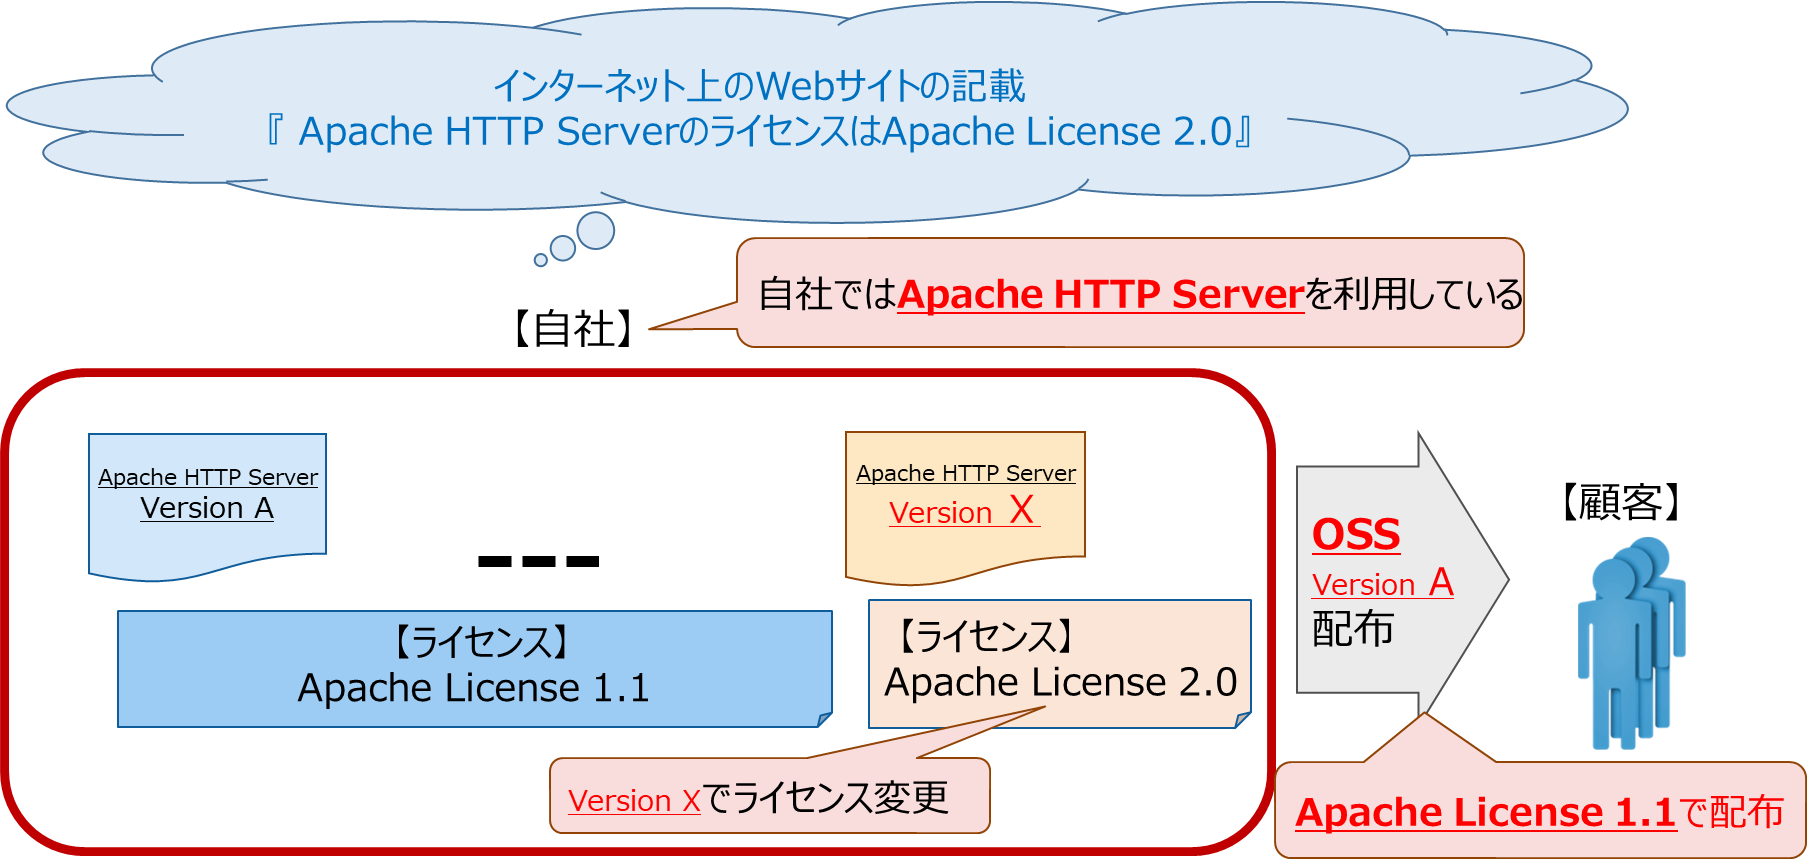 インターネット上のWebサイトの記載
『 Apache HTTP ServerのライセンスはApache License 2.0』
自社ではApache HTTP Serverを利用している
【自社】
Apache HTTP Server
Version A
Apache HTTP Server
Version X
【ライセンス】
Apache License 1.1
【ライセンス】
Apache License 2.0
Version Xでライセンス変更
OSS
Version A
配布
【顧客】
Apache License 1.1で配布